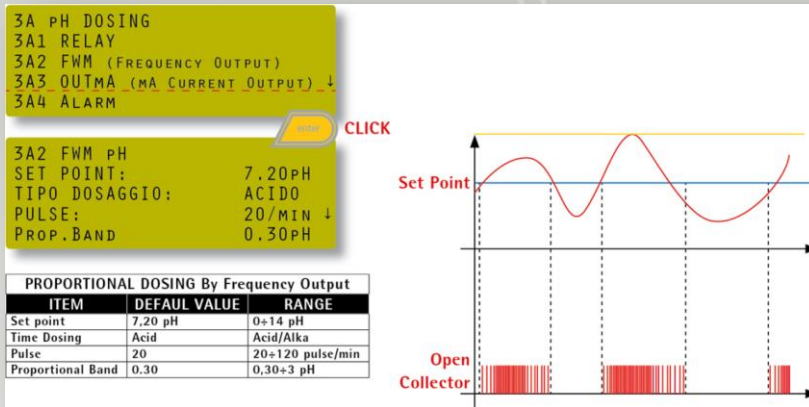 3A PH DOSING
3A1 RELAY
3A2 FWM (FREQUENCY OUTPUT)
3A3 OUTMA (MA CURRENT OUTPUT) ↓
3A4 ALARM
enter
CLICK
3A2 FWM PH
SET POINT: 7.20PH
TIPO DOSAGGIO: ACIDO
PULSE: 20/MIN ↓
PROP.BAND 0.30PH
PROPORTIONAL DOSING By Frequency Output
ITEM DEFAUL VALUE RANGE
Set point 7,20 pH 0÷14 pH
Time Dosing Acid Acid/Alka
Pulse 20 20÷120 pulse/min
Proportional Band 0.30 0,30÷3 pH
Set Point
Open
Collector